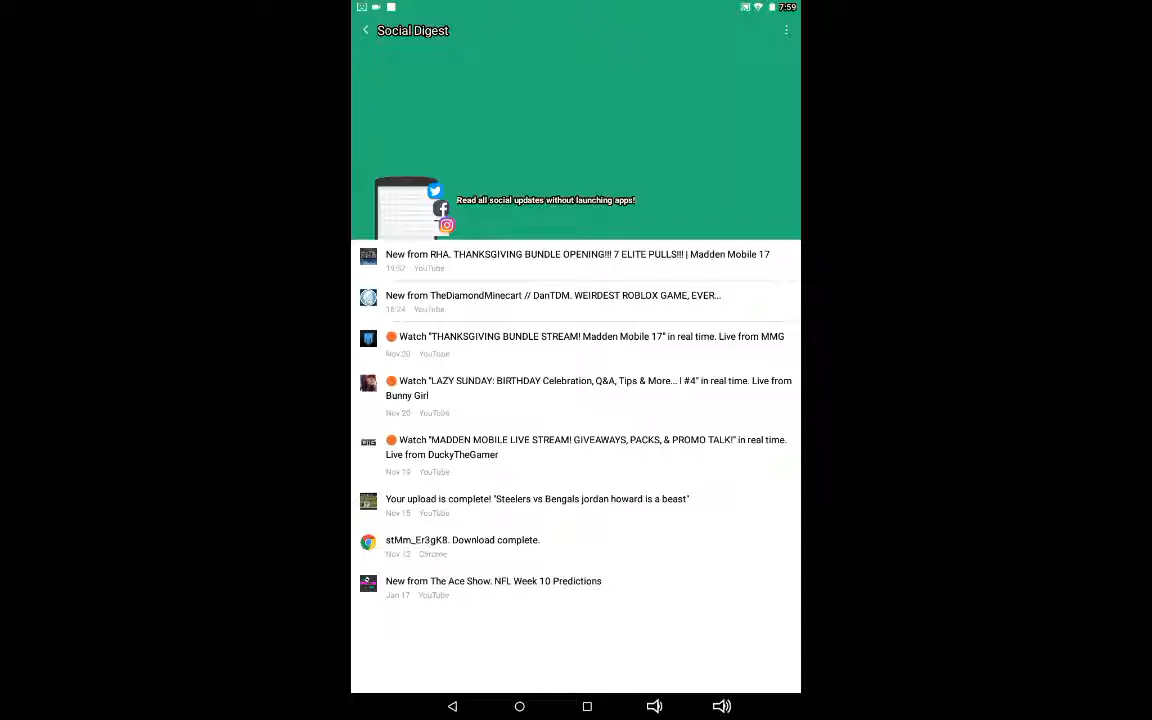 7:59
Social Digest
Read all social updates without launching apps!
New from RHA. THANKSGIVING BUNDLE OPENING!!! 7 ELITE PULLS!!! | Madden Mobile 17
19:52 YouTube
New from TheDiamondMinecart // DanTDM. WEIRDEST ROBLOX GAME, EVER...
16:24 YouTube
Watch "THANKSGIVING BUNDLE STREAM! Madden Mobile 17" in real time. Live from MMG
Nov 20 YouTube
Watch "LAZY SUNDAY: BIRTHDAY Celebration, Q&A, Tips & More... | #4" in real time. Live from
Bunny Girl
Nov 20 YouTube
Watch "MADDEN MOBILE LIVE STREAM! GIVEAWAYS, PACKS, & PROMO TALK!" in real time.
Live from DuckyTheGamer
Nov 19 YouTube
Your upload is complete! "Steelers vs Bengals jordan howard is a beast"
Nov 15 YouTube
stMm_Er3gK8. Download complete.
Nov 12 Chrome
New from The Ace Show. NFL Week 10 Predictions
Jan 17 YouTube